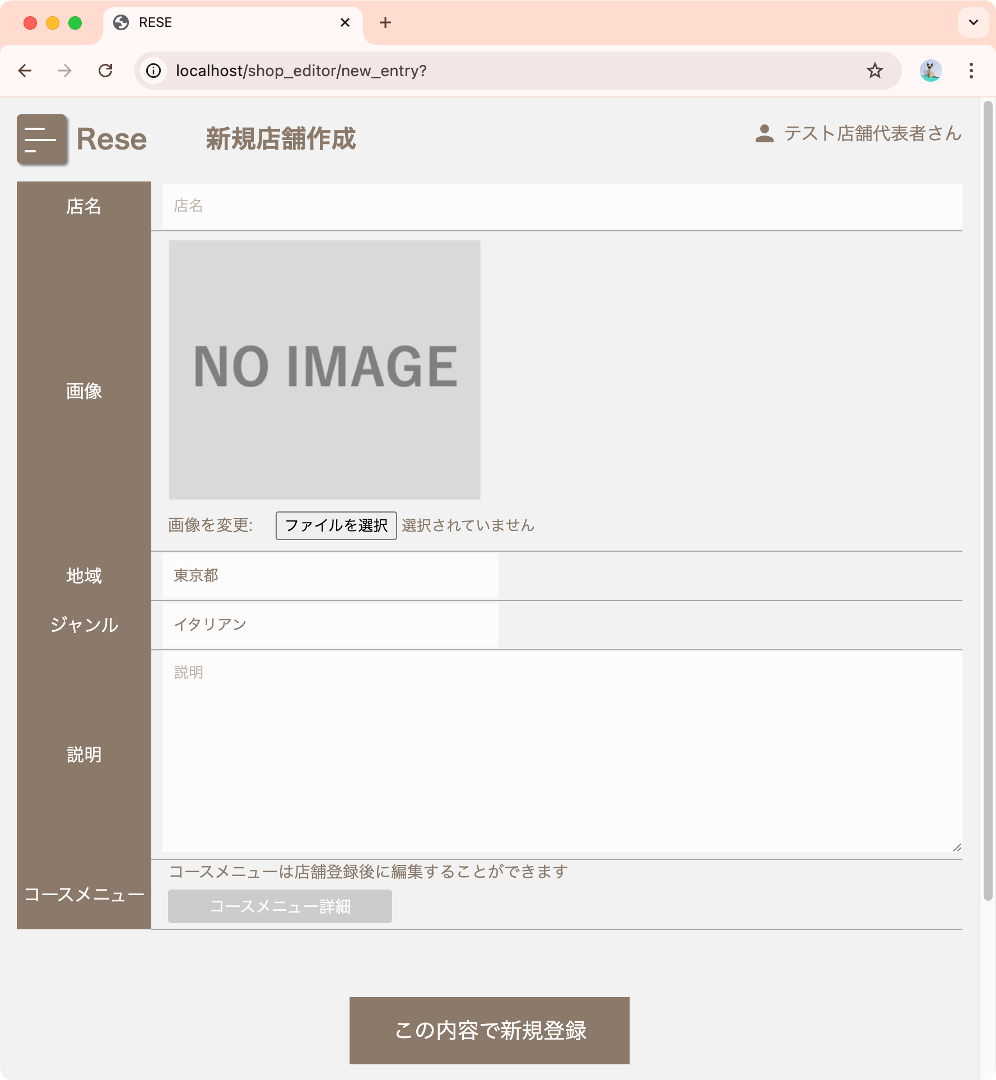 RESE
localhost/shop_editor/new_entry?
Rese
新規店舗作成
テスト店舗代表者さん
店名
店名
画像
NO IMAGE
画像を変更:
ファイルを選択 選択されていません
地域
東京都
ジャンル
イタリアン
説明
説明
コースメニュー
コースメニューは店舗登録後に編集することができます
コースメニュー詳細
この内容で新規登録